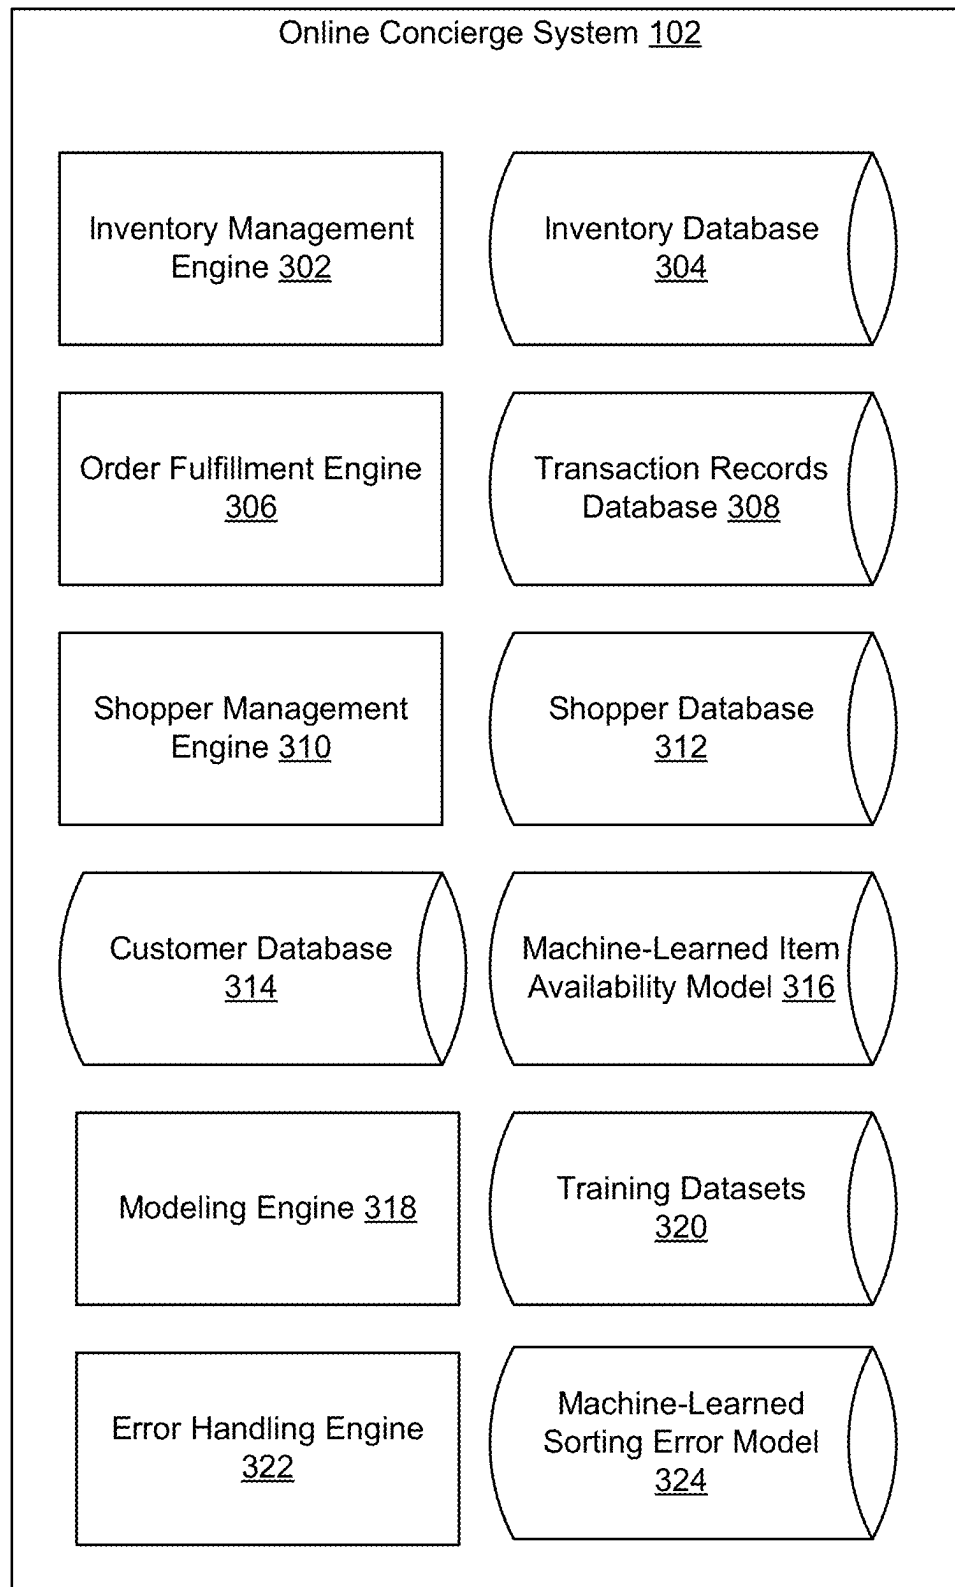 Online Concierge System 102
Inventory Management
Engine 302
Inventory Database
304
Order Fulfillment Engine
306
Transaction Records
Database 308
Shopper Management
Engine 310
Shopper Database
312
Customer Database
314
Machine-Learned Item
Availability Model 316
Modeling Engine 318
Training Datasets
320
Error Handling Engine
322
Machine-Learned
Sorting Error Model
324